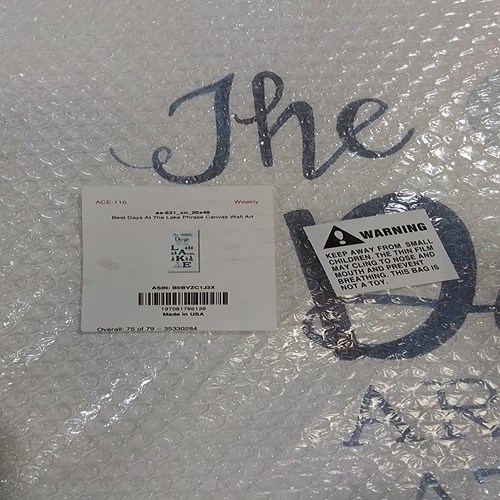 The
ACE-110 Weekly
Best Days At The Lake Phrase Canvas Wall Art
LAKE
ASIN: B0BVZC1J3X
197081786128
Made in USA
Overall: 75 of 79 -- 35330284
WARNING
KEEP AWAY FROM SMALL
CHILDREN. THE THIN FILM
MAY CLING TO NOSE AND
MOUTH AND PREVENT
BREATHING. THIS BAG IS
NOT A TOY.
AR